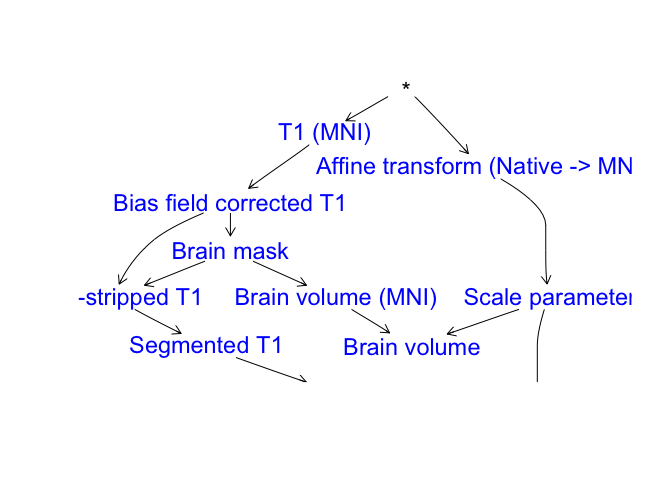 *
T1 (MNI)
Affine transform (Native -> MN
Bias field corrected T1
Brain mask
-stripped T1
Brain volume (MNI)
Scale parameter
Segmented T1
Brain volume